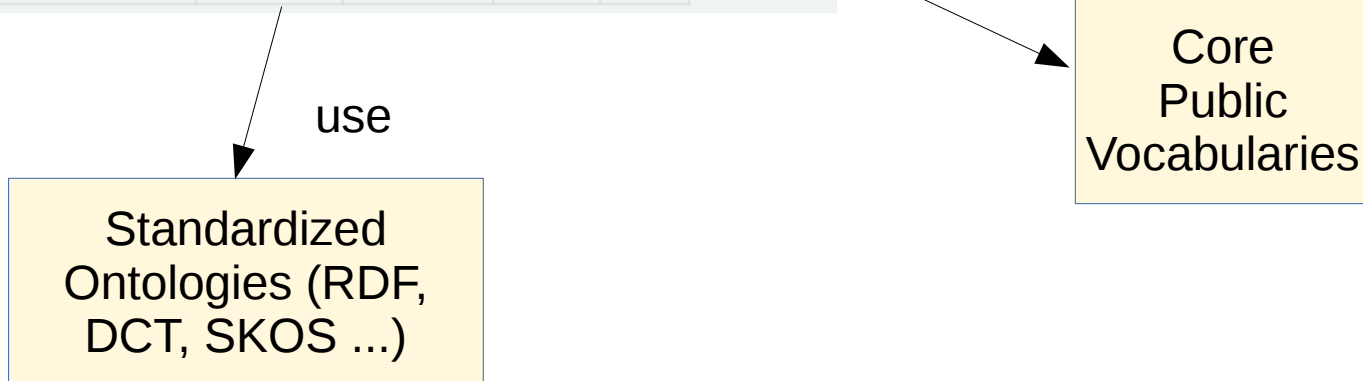 Core
Public
Vocabularies
use
Standardized
Ontologies (RDF,
DCT, SKOS ...)